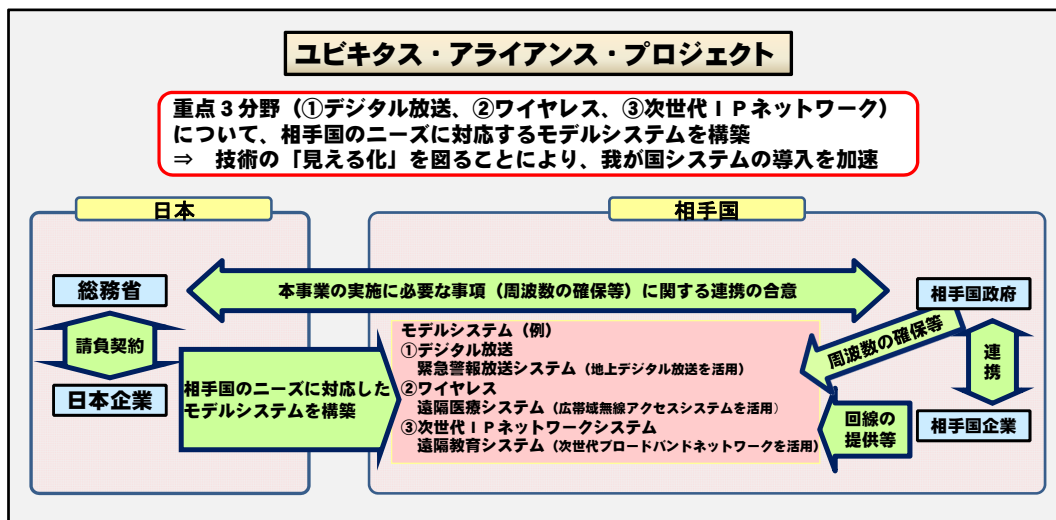 ユビキタス・アライアンス・プロジェクト
重点３分野（①デジタル放送、②ワイヤレス、③次世代ＩＰネットワーク）
について、相手国のニーズに対応するモデルシステムを構築
⇒　技術の「見える化」を図ることにより、我が国システムの導入を加速
日本
相手国
総務省
本事業の実施に必要な事項（周波数の確保等）に関する連携の合意
相手国政府
請負契約
日本企業
相手国のニーズに対応した
モデルシステムを構築
モデルシステム（例）
①デジタル放送
緊急警報放送システム（地上デジタル放送を活用）
②ワイヤレス
遠隔医療システム（広帯域無線アクセスシステムを活用）
③次世代ＩＰネットワークシステム
遠隔教育システム（次世代ブロードバンドネットワークを活用）
周波数の確保等
連
携
回線の
提供等
相手国企業